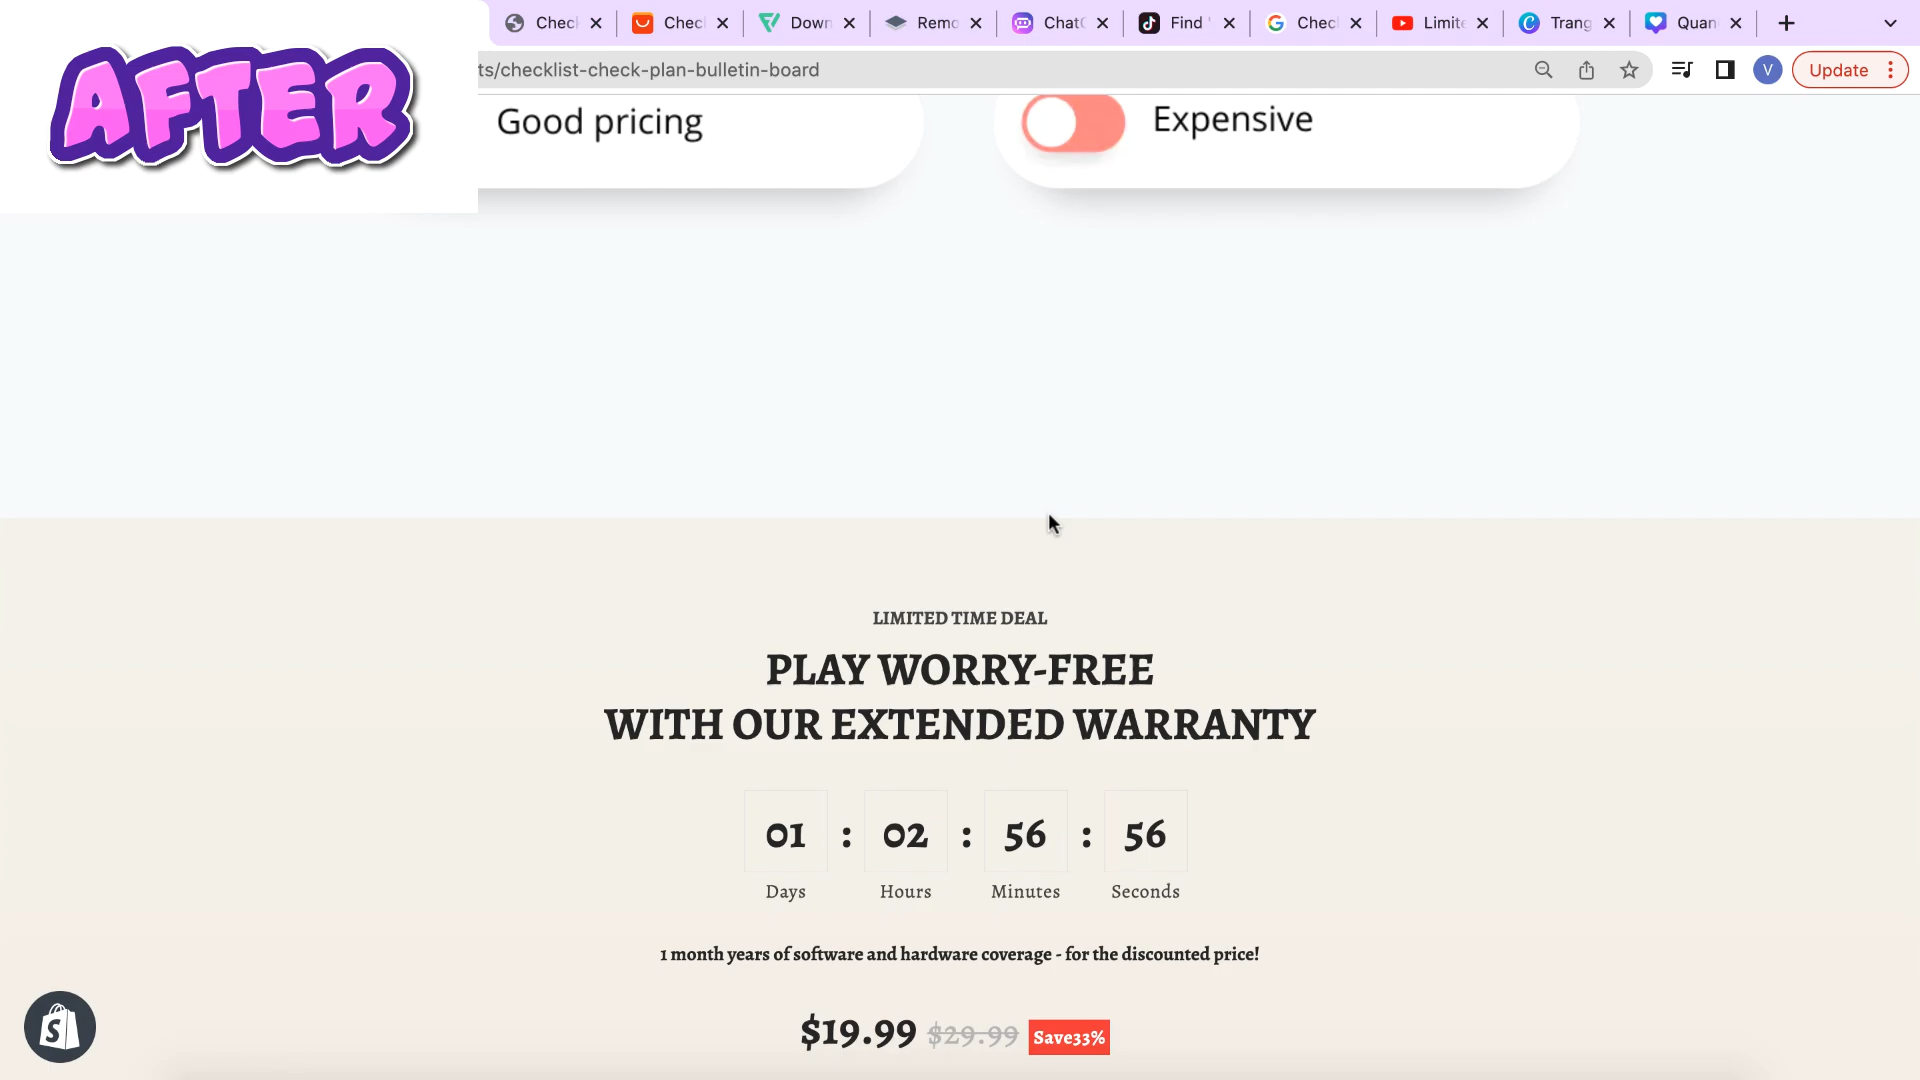 AFTER
Chec
Chec
Down
Remo
Chat
Find
Chec
Limit
Trang
Quan
ts/checklist-check-plan-bulletin-board
V
Update
Good pricing
Expensive
LIMITED TIME DEAL
PLAY WORRY-FREE
WITH OUR EXTENDED WARRANTY
01 : 02 : 56 : 56
Days Hours Minutes Seconds
1 month years of software and hardware coverage - for the discounted price!
$19.99 $29.99 Save33%